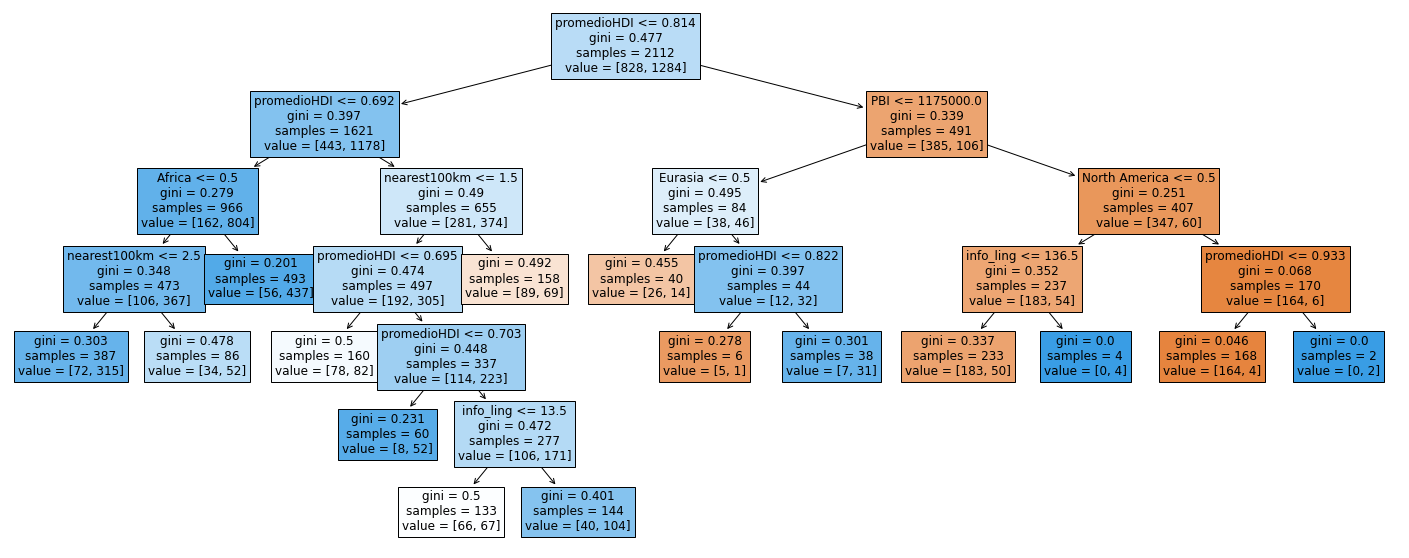 promedioHDI <= 0.814
gini = 0.477
samples = 2112
value = [828, 1284]
promedioHDI <= 0.692
gini = 0.397
samples = 1621
value = [443, 1178]
PBI <= 1175000.0
gini = 0.339
samples = 491
value = [385, 106]
Africa <= 0.5
gini = 0.279
samples = 966
value = [162, 804]
nearest100km <= 1.5
gini = 0.49
samples = 655
value = [281, 374]
Eurasia <= 0.5
gini = 0.495
samples = 84
value = [38, 46]
North America <= 0.5
gini = 0.251
samples = 407
value = [347, 60]
nearest100km <= 2.5
gini = 0.348
samples = 473
value = [106, 367]
gini = 0.201
samples = 493
value = [56, 437]
promedioHDI <= 0.695
gini = 0.474
samples = 497
value = [192, 305]
gini = 0.492
samples = 158
value = [89, 69]
gini = 0.455
samples = 40
value = [26, 14]
promedioHDI <= 0.822
gini = 0.397
samples = 44
value = [12, 32]
info_ling <= 136.5
gini = 0.352
samples = 237
value = [183, 54]
promedioHDI <= 0.933
gini = 0.068
samples = 170
value = [164, 6]
gini = 0.303
samples = 387
value = [72, 315]
gini = 0.478
samples = 86
value = [34, 52]
gini = 0.5
samples = 160
value = [78, 82]
promedioHDI <= 0.703
gini = 0.448
samples = 337
value = [114, 223]
gini = 0.278
samples = 6
value = [5, 1]
gini = 0.301
samples = 38
value = [7, 31]
gini = 0.337
samples = 233
value = [183, 50]
gini = 0.0
samples = 4
value = [0, 4]
gini = 0.046
samples = 168
value = [164, 4]
gini = 0.0
samples = 2
value = [0, 2]
gini = 0.231
samples = 60
value = [8, 52]
info_ling <= 13.5
gini = 0.472
samples = 277
value = [106, 171]
gini = 0.5
samples = 133
value = [66, 67]
gini = 0.401
samples = 144
value = [40, 104]